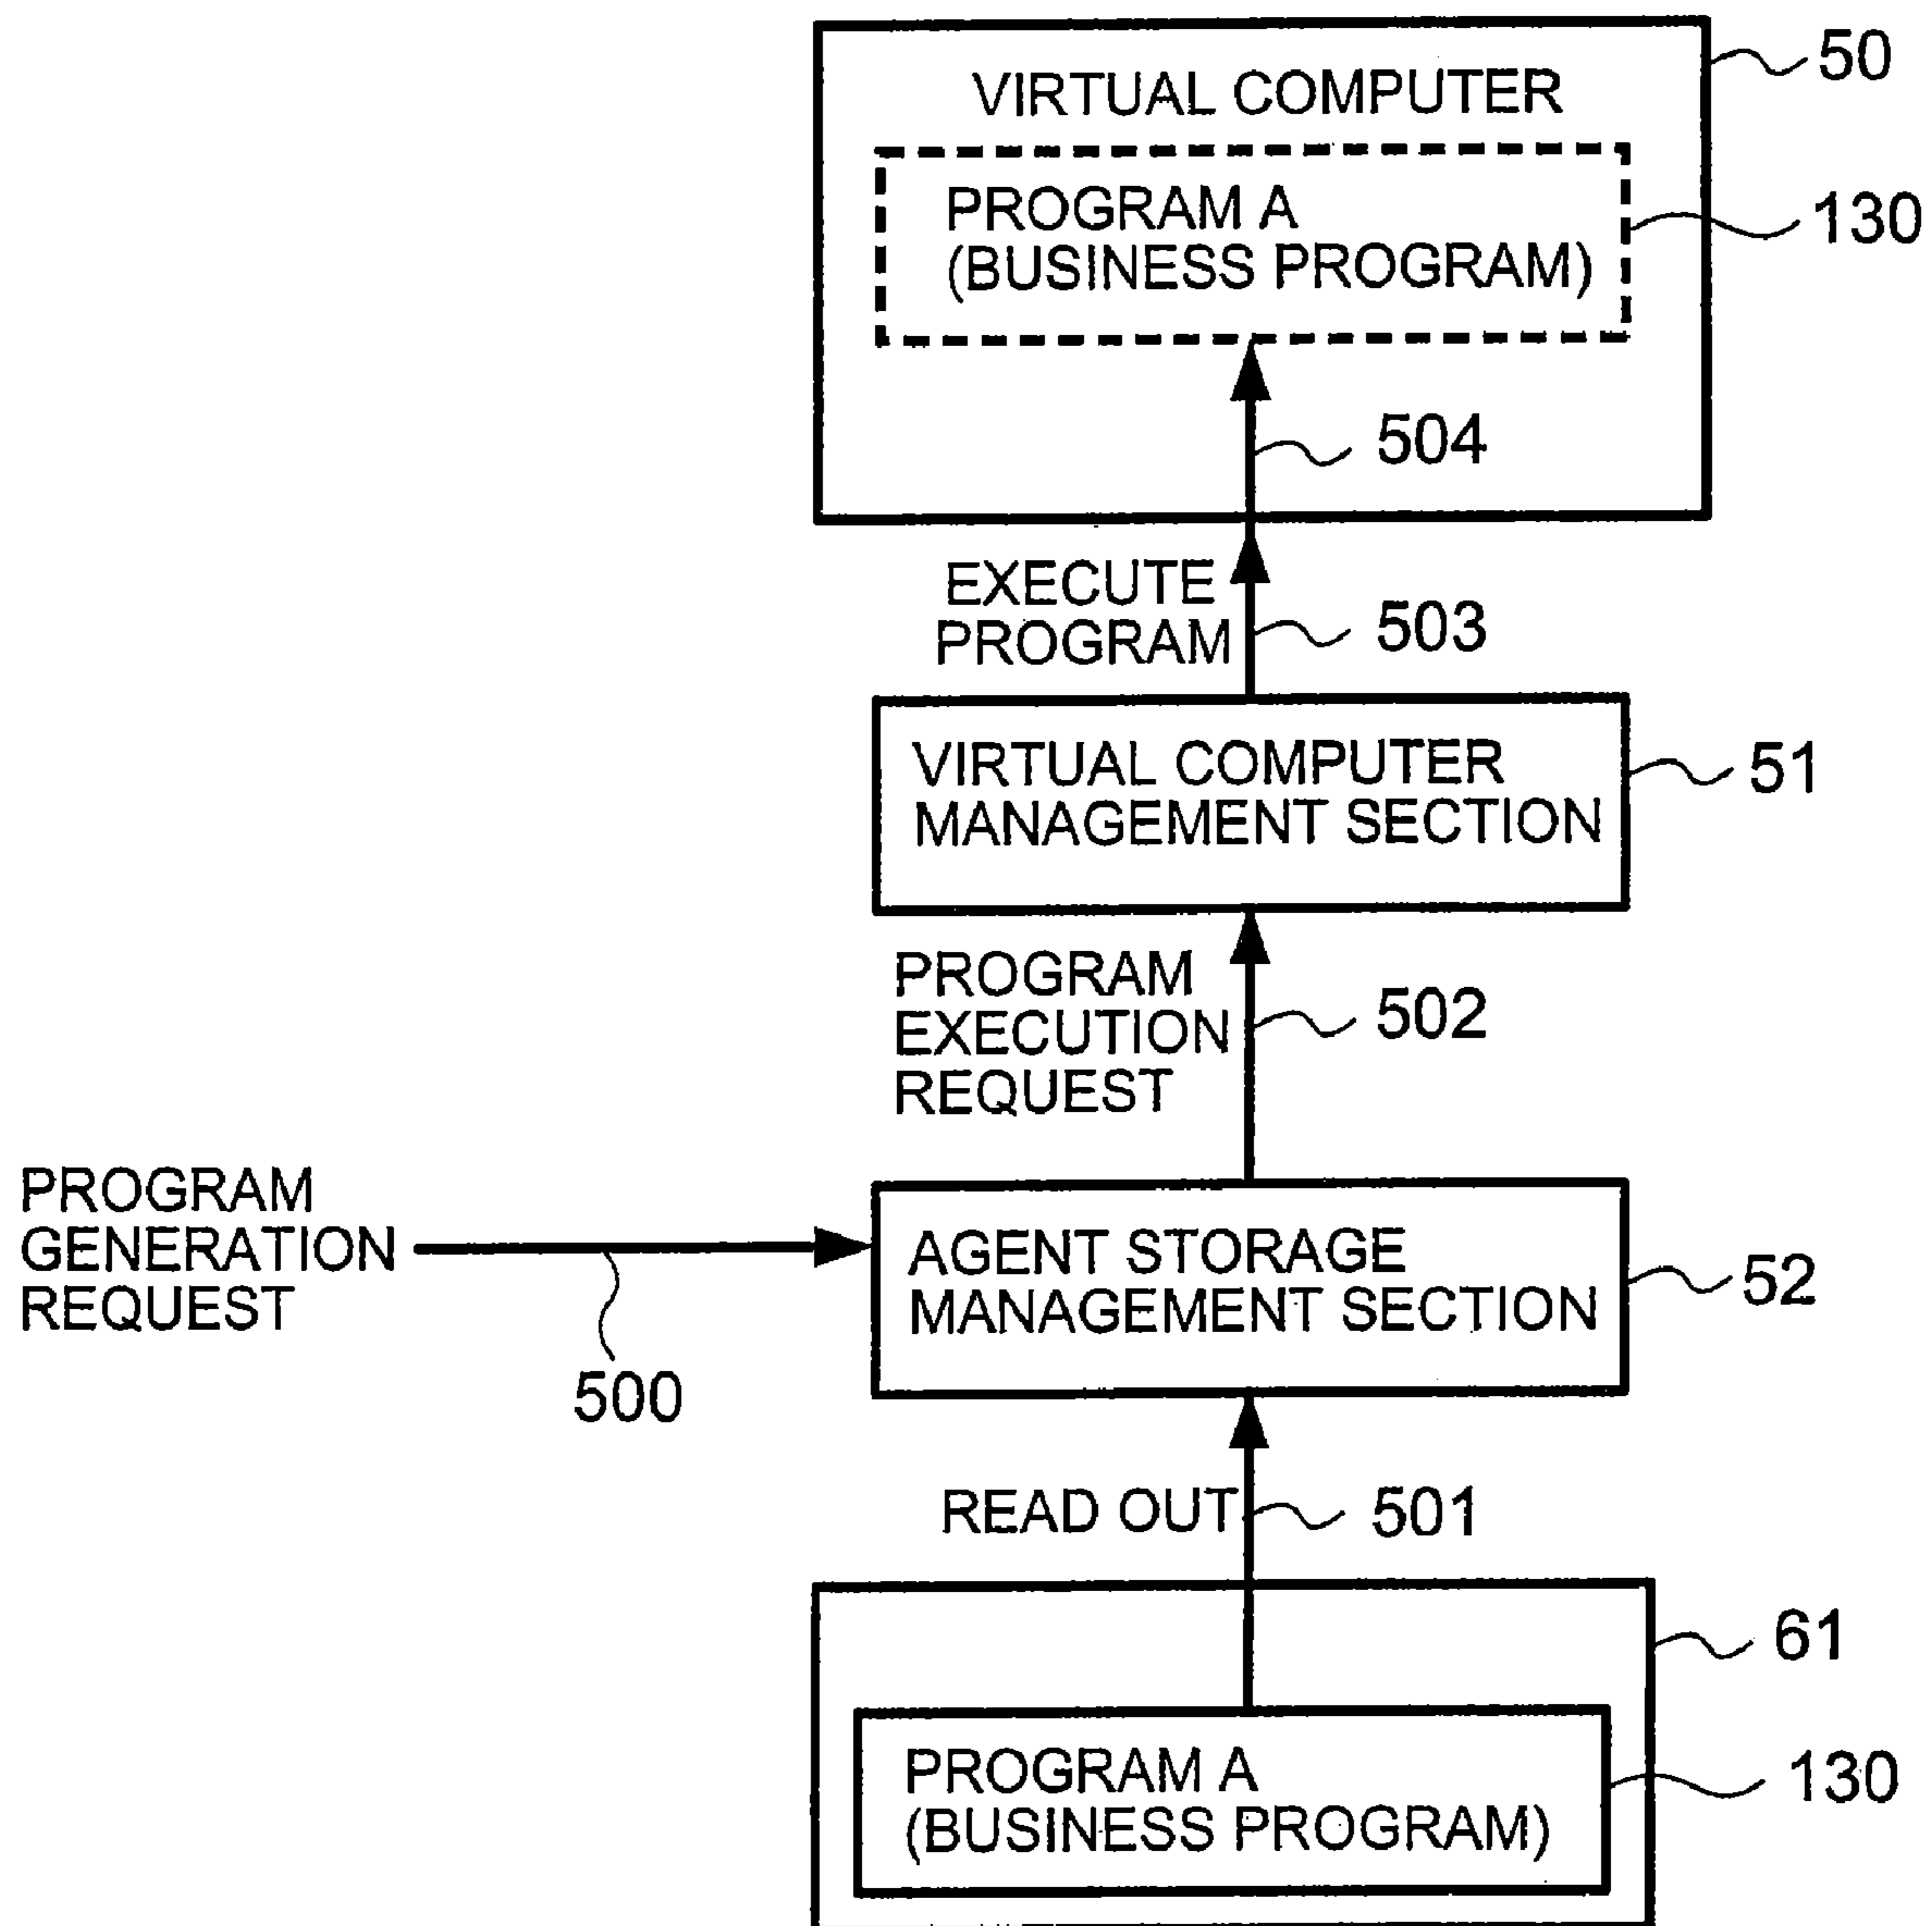 50
VIRTUAL COMPUTER
PROGRAM A
(BUSINESS PROGRAM)
130
504
EXECUTE
PROGRAM
503
VIRTUAL COMPUTER
MANAGEMENT SECTION
51
PROGRAM
EXECUTION
REQUEST
502
PROGRAM
GENERATION
REQUEST
500
AGENT STORAGE
MANAGEMENT SECTION
52
READ OUT
501
61
PROGRAM A
(BUSINESS PROGRAM)
130